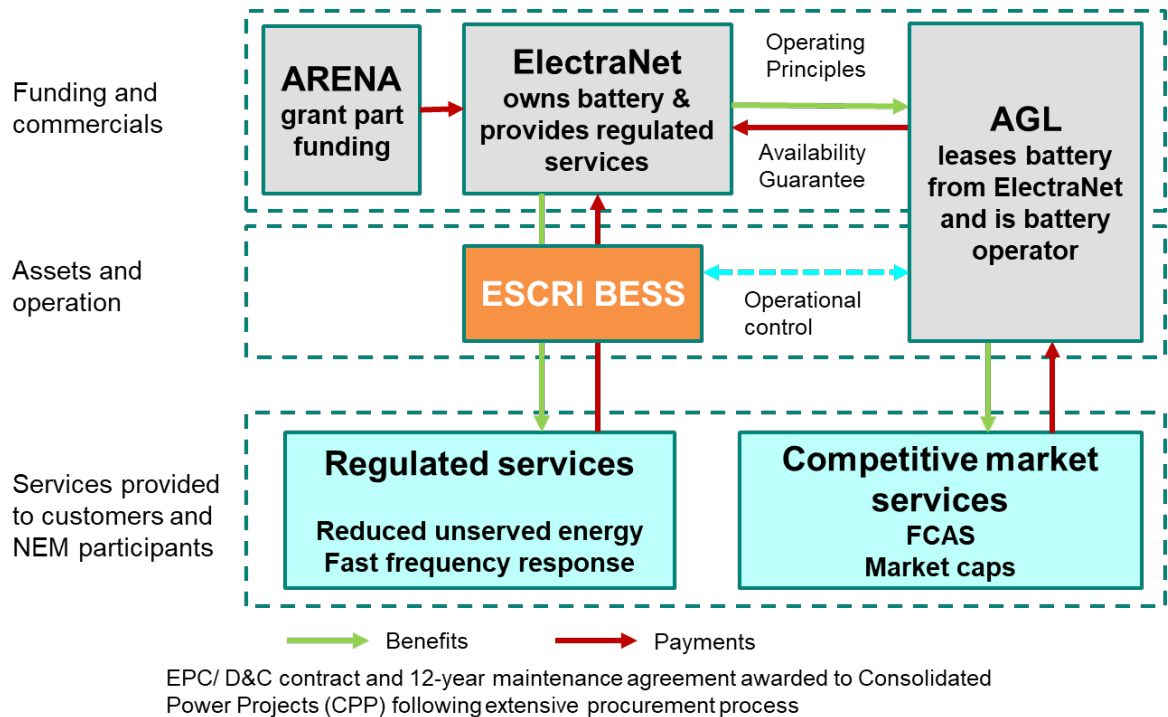 Funding and
commercials
ARENA
grant part
funding
ElectraNet
owns battery &
provides regulated
services
Operating
Principles
Availability
Guarantee
AGL
leases battery
from ElectraNet
and is battery
operator
Assets and
operation
ESCRI BESS
Operational
control
Services provided
to customers and
NEM participants
Regulated services
Reduced unserved energy
Fast frequency response
Competitive market
services
FCAS
Market caps
Benefits
Payments
EPC/ D&C contract and 12-year maintenance agreement awarded to Consolidated
Power Projects (CPP) following extensive procurement process